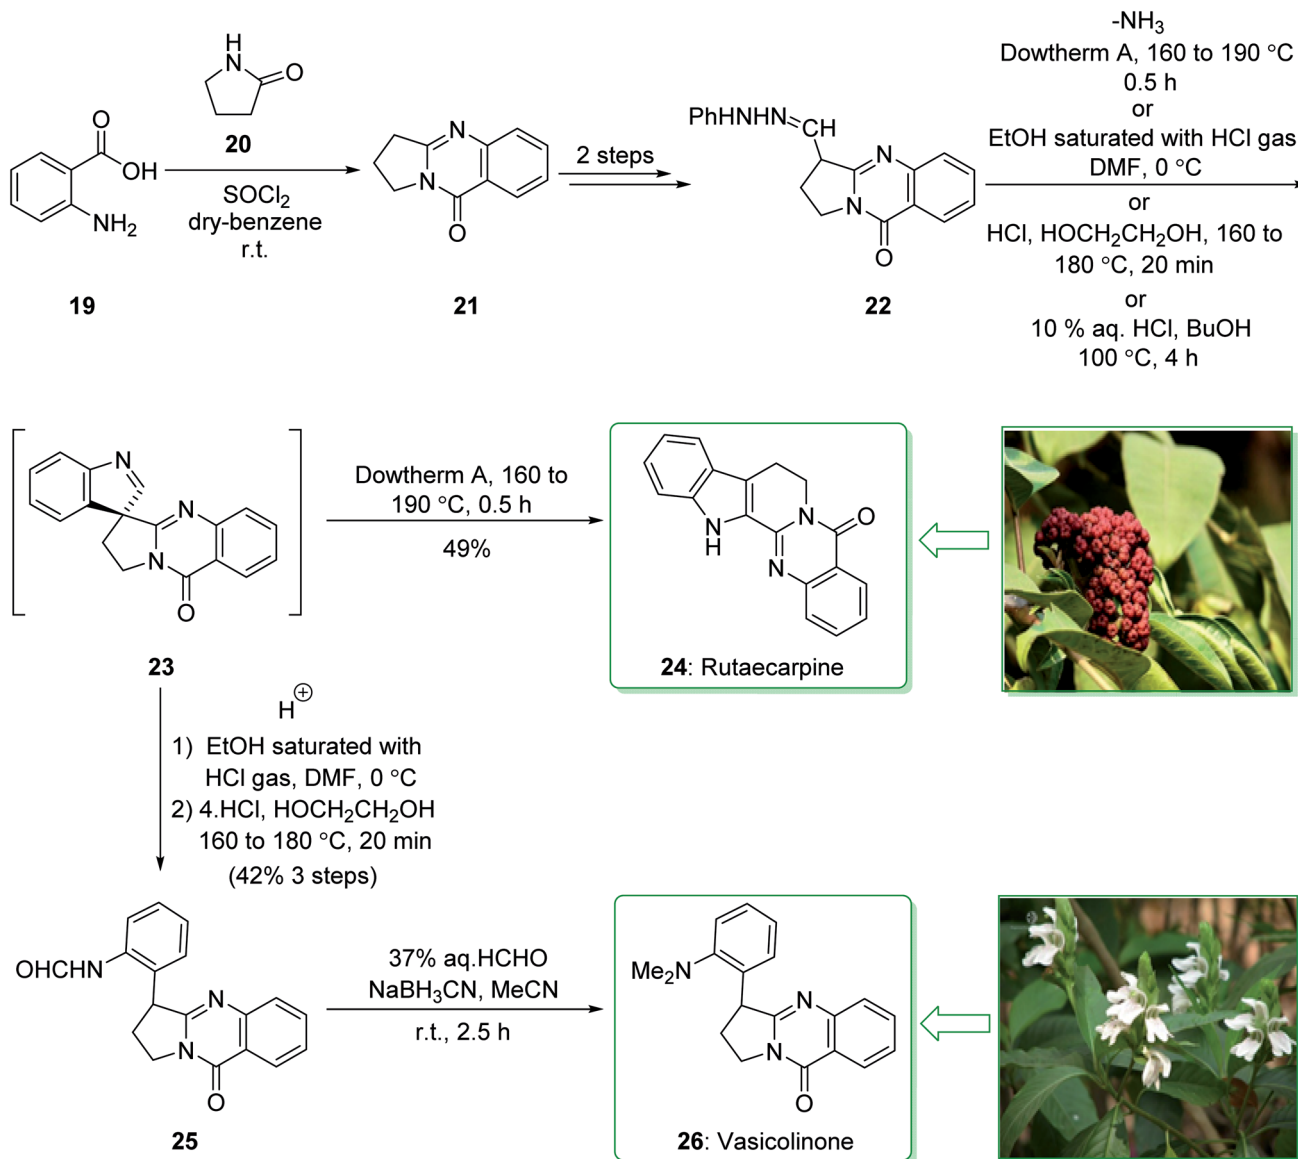 H
N
O
20
O
OH
NH₂
19
SOCl₂
dry-benzene
r.t.
N
N
O
21
2 steps
PhHNHN
CH
N
N
O
22
-NH₃
Dowtherm A, 160 to 190 °C
0.5 h
or
EtOH saturated with HCl gas
DMF, 0 °C
or
HCl, HOCH₂CH₂OH, 160 to
180 °C, 20 min
or
10 % aq. HCl, BuOH
100 °C, 4 h
N
N
N
O
23
Dowtherm A, 160 to
190 °C, 0.5 h
49%
N
H
N
O
N
24: Rutaecarpine
H⊕
1) EtOH saturated with
HCl gas, DMF, 0 °C
2) 4.HCl, HOCH₂CH₂OH
160 to 180 °C, 20 min
(42% 3 steps)
OHCHN
N
N
O
25
37% aq.HCHO
NaBH₃CN, MeCN
r.t., 2.5 h
Me₂N
N
N
O
26: Vasicolinone